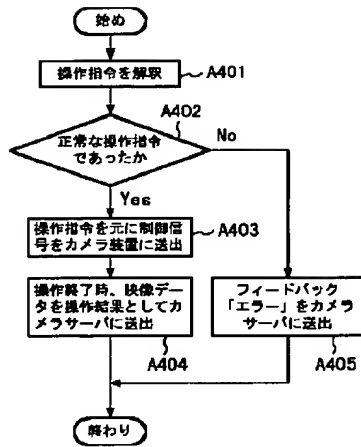 始め
操作指令を解釈
A401
A402
正常な操作指令
であったか
No
Yes
操作指令を元に制御信
号をカメラ装置に送出
A403
操作終了時、映像デー
タを操作結果としてカ
メラサーバに送出
A404
フィードバック
「エラー」をカメラ
サーバに送出
A405
終わり